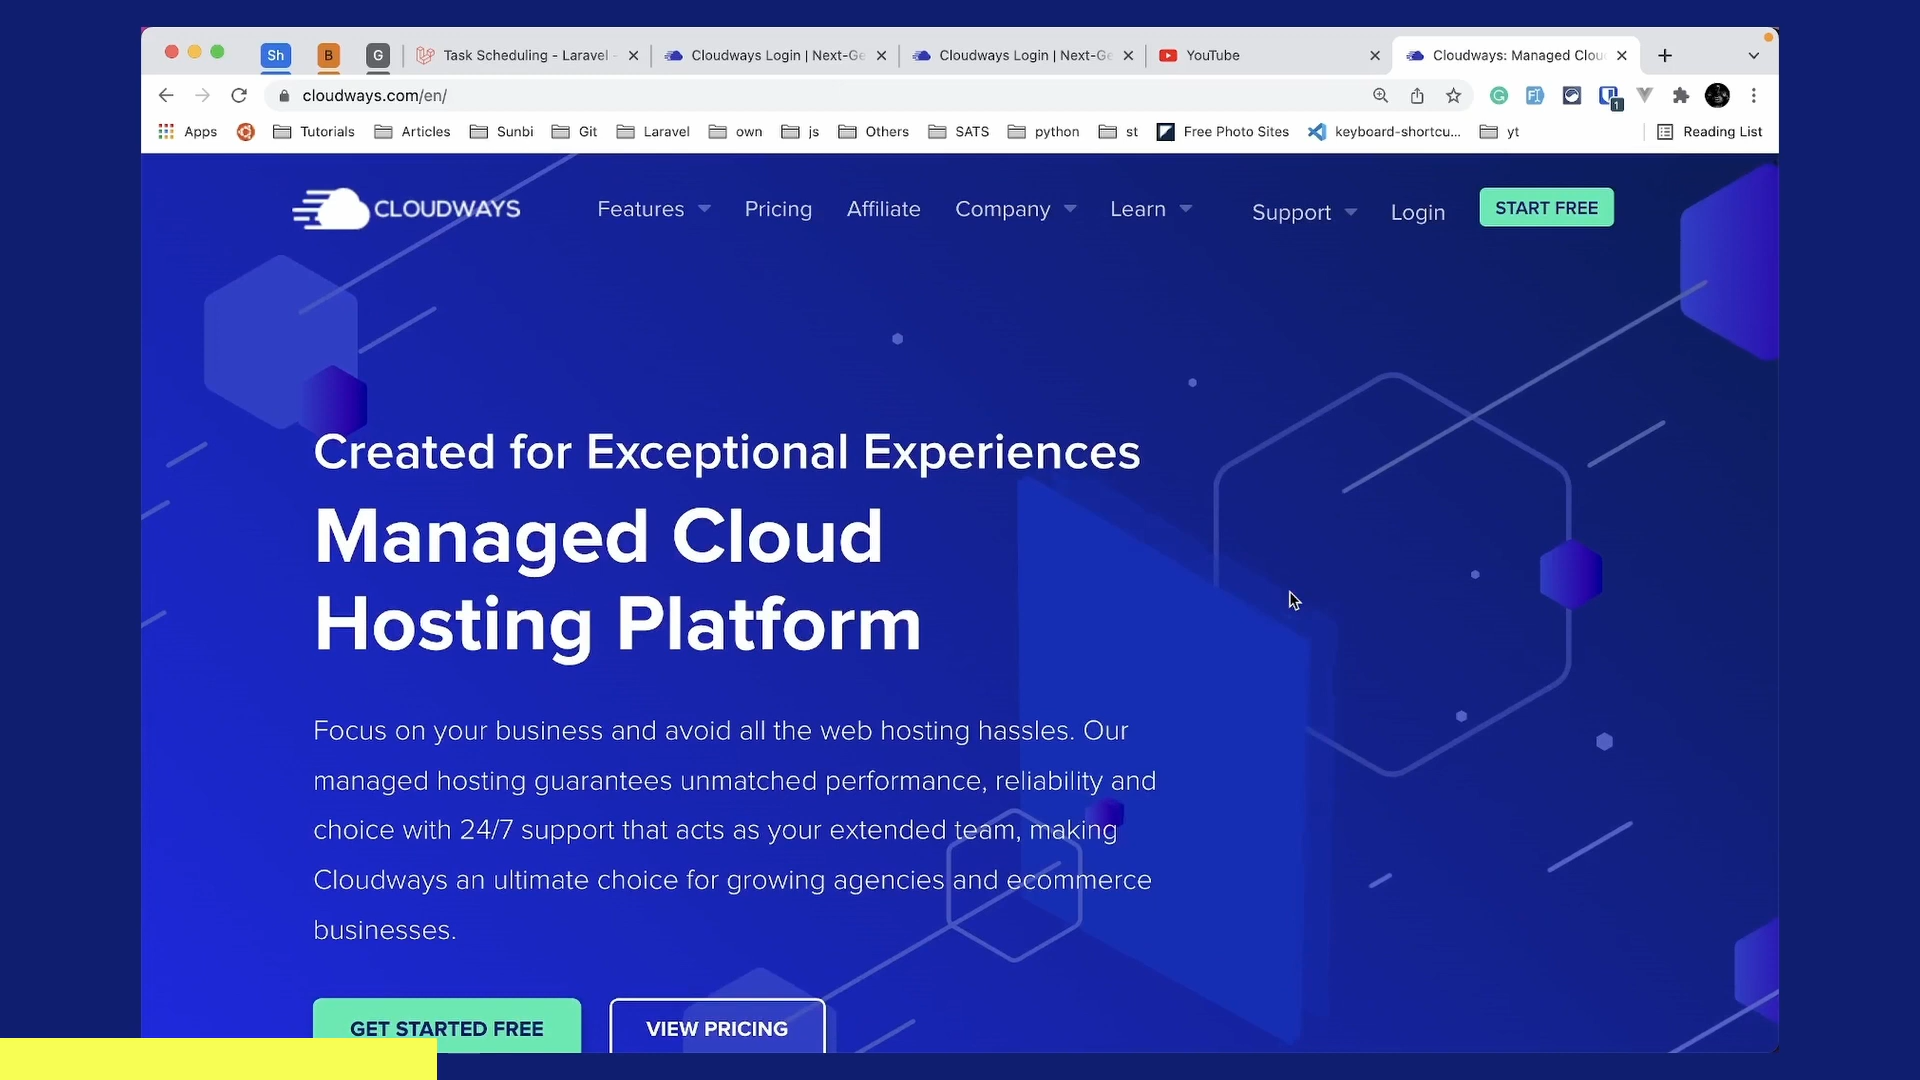 Sh
B
G
Task Scheduling - Laravel -
Cloudways Login | Next-Ge
Cloudways Login | Next-Ge
YouTube
Cloudways: Managed Clou
cloudways.com/en/
1
Apps
Tutorials
Articles
Sunbi
Git
Laravel
own
js
Others
SATS
python
st
Free Photo Sites
keyboard-shortcu...
yt
Reading List
CLOUDWAYS
Features
Pricing
Affiliate
Company
Learn
Support
Login
START FREE
Created for Exceptional Experiences
Managed Cloud
Hosting Platform
Focus on your business and avoid all the web hosting hassles. Our
managed hosting guarantees unmatched performance, reliability and
choice with 24/7 support that acts as your extended team, making
Cloudways an ultimate choice for growing agencies and ecommerce
businesses.
GET STARTED FREE
VIEW PRICING